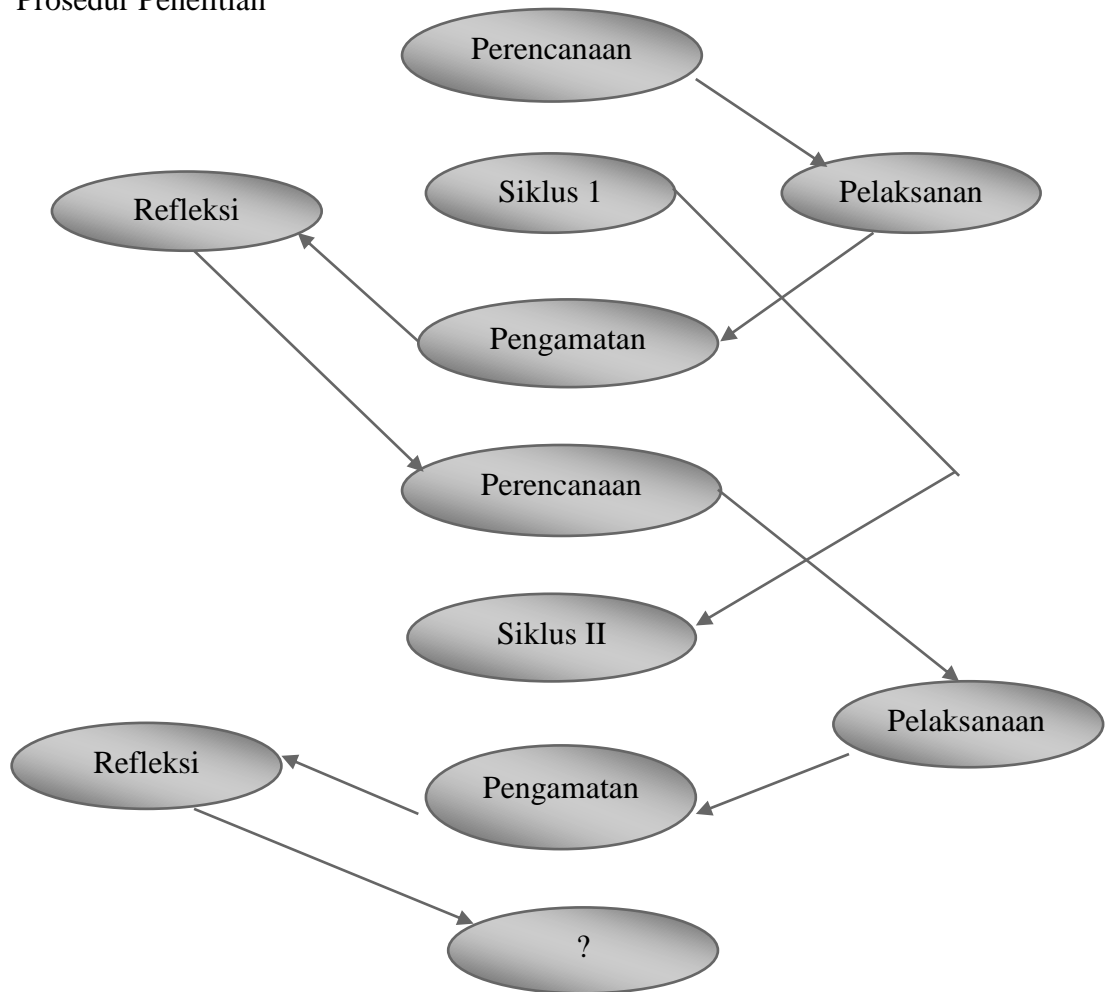 Prosedur Penelitian
Perencanaan
Siklus 1
Pelaksanan
Refleksi
Pengamatan
Perencanaan
Siklus II
Pelaksanaan
Refleksi
Pengamatan
?